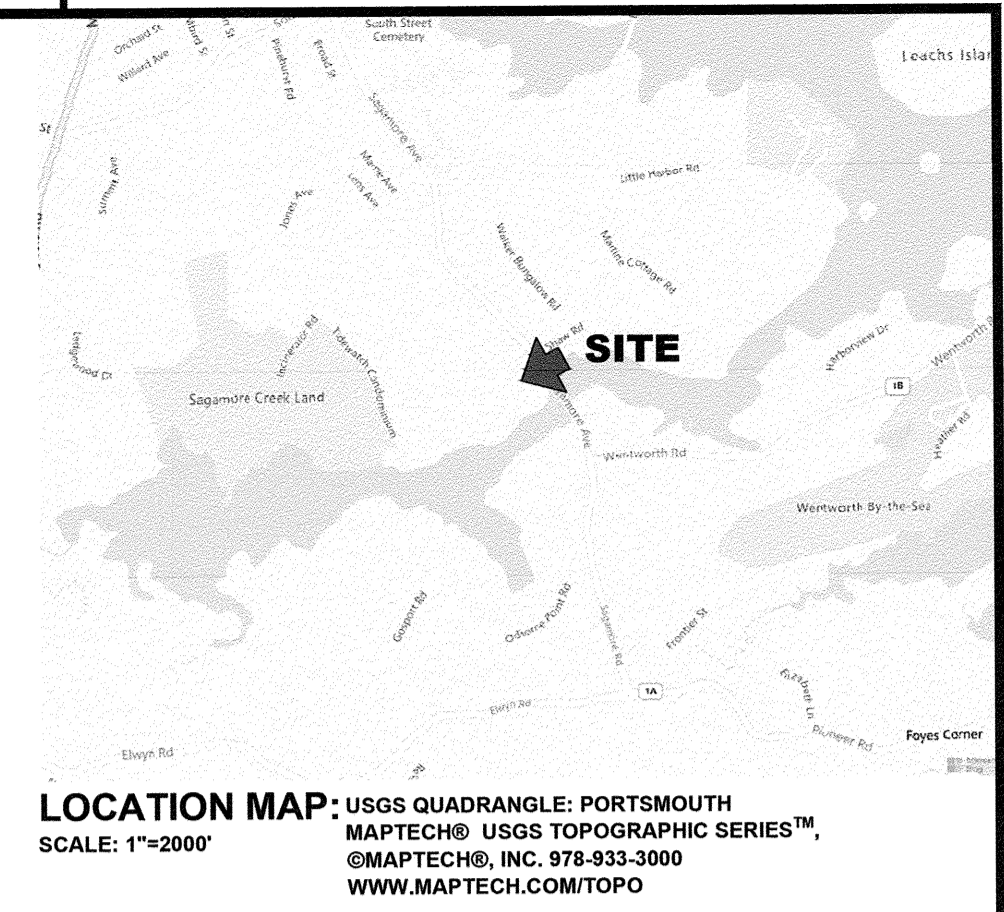 Orchard St
Willard Ave
Pinehurst Rd
Broad St
South Street
Cemetery
Leachs Islan
St
Sagamore Ave
Summit Ave
Marne Ave
Lens Ave
Jones Ave
Little Harbor Rd
Walker Bungalow Rd
Martine Cottage Rd
Ledgewood Dr
Incinerator Rd
Tidewatch Condominium
Shaw Rd
SITE
Harborview Dr
Wentworth R
1B
Sagamore Creek Land
Sagamore Ave
Heather Rd
Wentworth Rd
Wentworth By-the-Sea
Gosport Rd
Odiorne Point Rd
Sagamore Rd
Frontier St
1A
Elizabeth Ln
Elwyn Rd
Pioneer Rd
Foyes Corner
Elwyn Rd
LOCATION MAP: USGS QUADRANGLE: PORTSMOUTH
SCALE: 1"=2000' MAPTECH® USGS TOPOGRAPHIC SERIES™,
©MAPTECH®, INC. 978-933-3000
WWW.MAPTECH.COM/TOPO